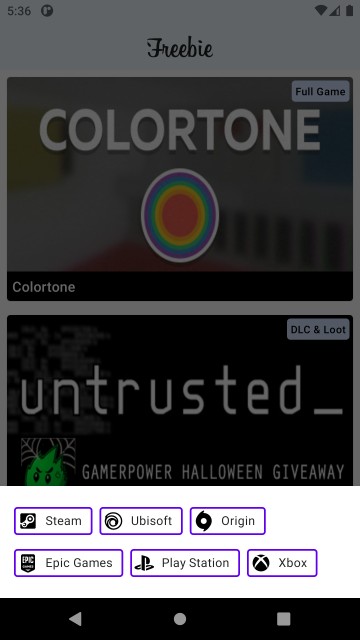 5:36
Freebie
Full Game
COLORTONE
Colortone
DLC & Loot
untrusted_
GAMERPOWER HALLOWEEN GIVEAWAY
Steam
Ubisoft
Origin
EPIC GAMES
Epic Games
Play Station
Xbox